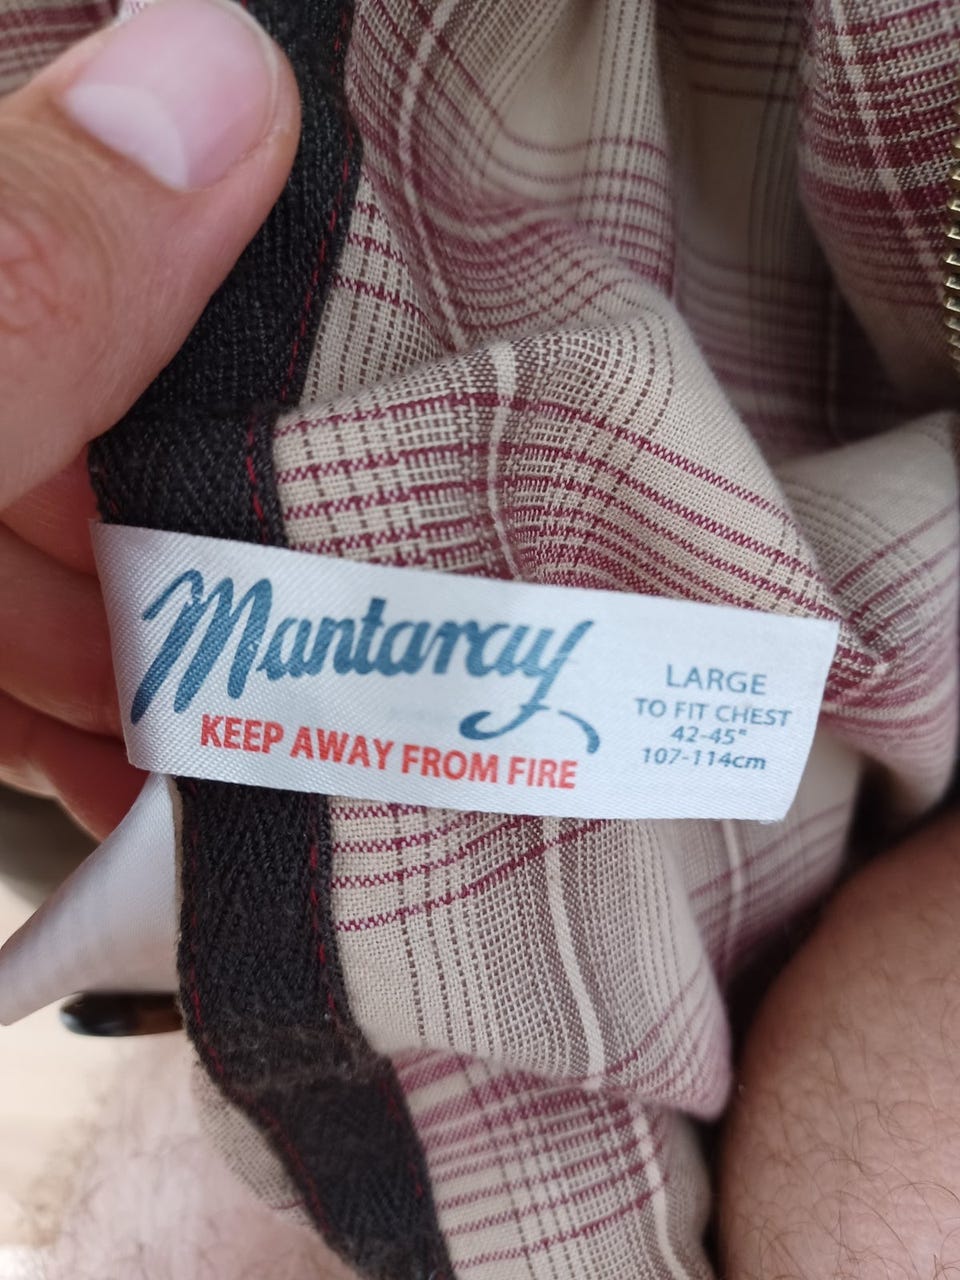 Mantaray
KEEP AWAY FROM FIRE
LARGE
TO FIT CHEST
42-45"
107-114cm